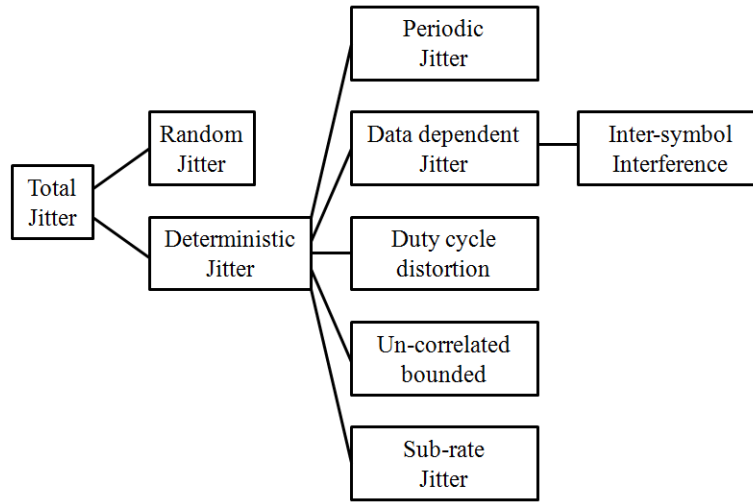 Total
Jitter
Random
Jitter
Deterministic
Jitter
Periodic
Jitter
Data dependent
Jitter
Inter-symbol
Interference
Duty cycle
distortion
Un-correlated
bounded
Sub-rate
Jitter